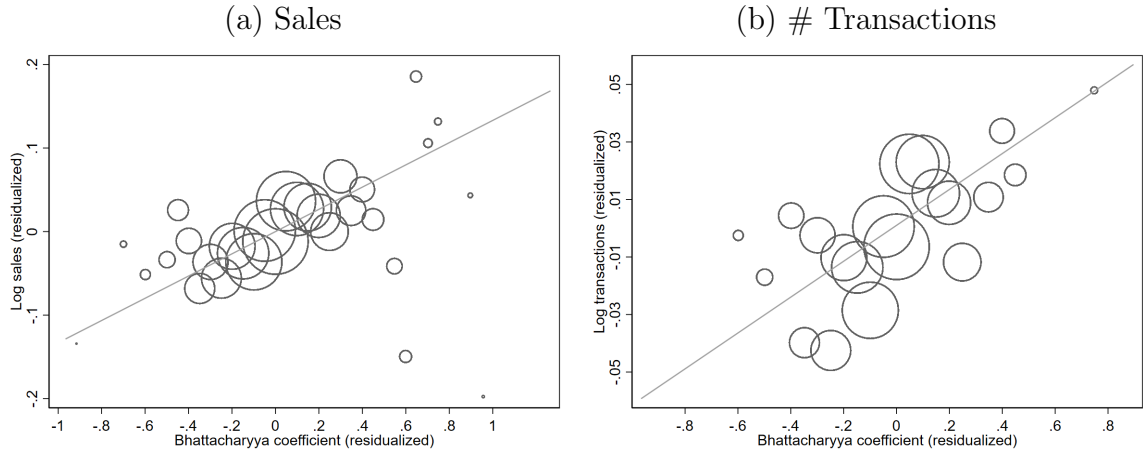 (a) Sales
(b) # Transactions
.2
.1
0
-.1
-.2
Log sales (residualized)
-1 -.8 -.6 -.4 -.2 0 .2 .4 .6 .8 1
Bhattacharyya coefficient (residualized)
.05
.03
.01
-.01
-.03
-.05
Log transactions (residualized)
-.8 -.6 -.4 -.2 0 .2 .4 .6 .8
Bhattacharyya coefficient (residualized)